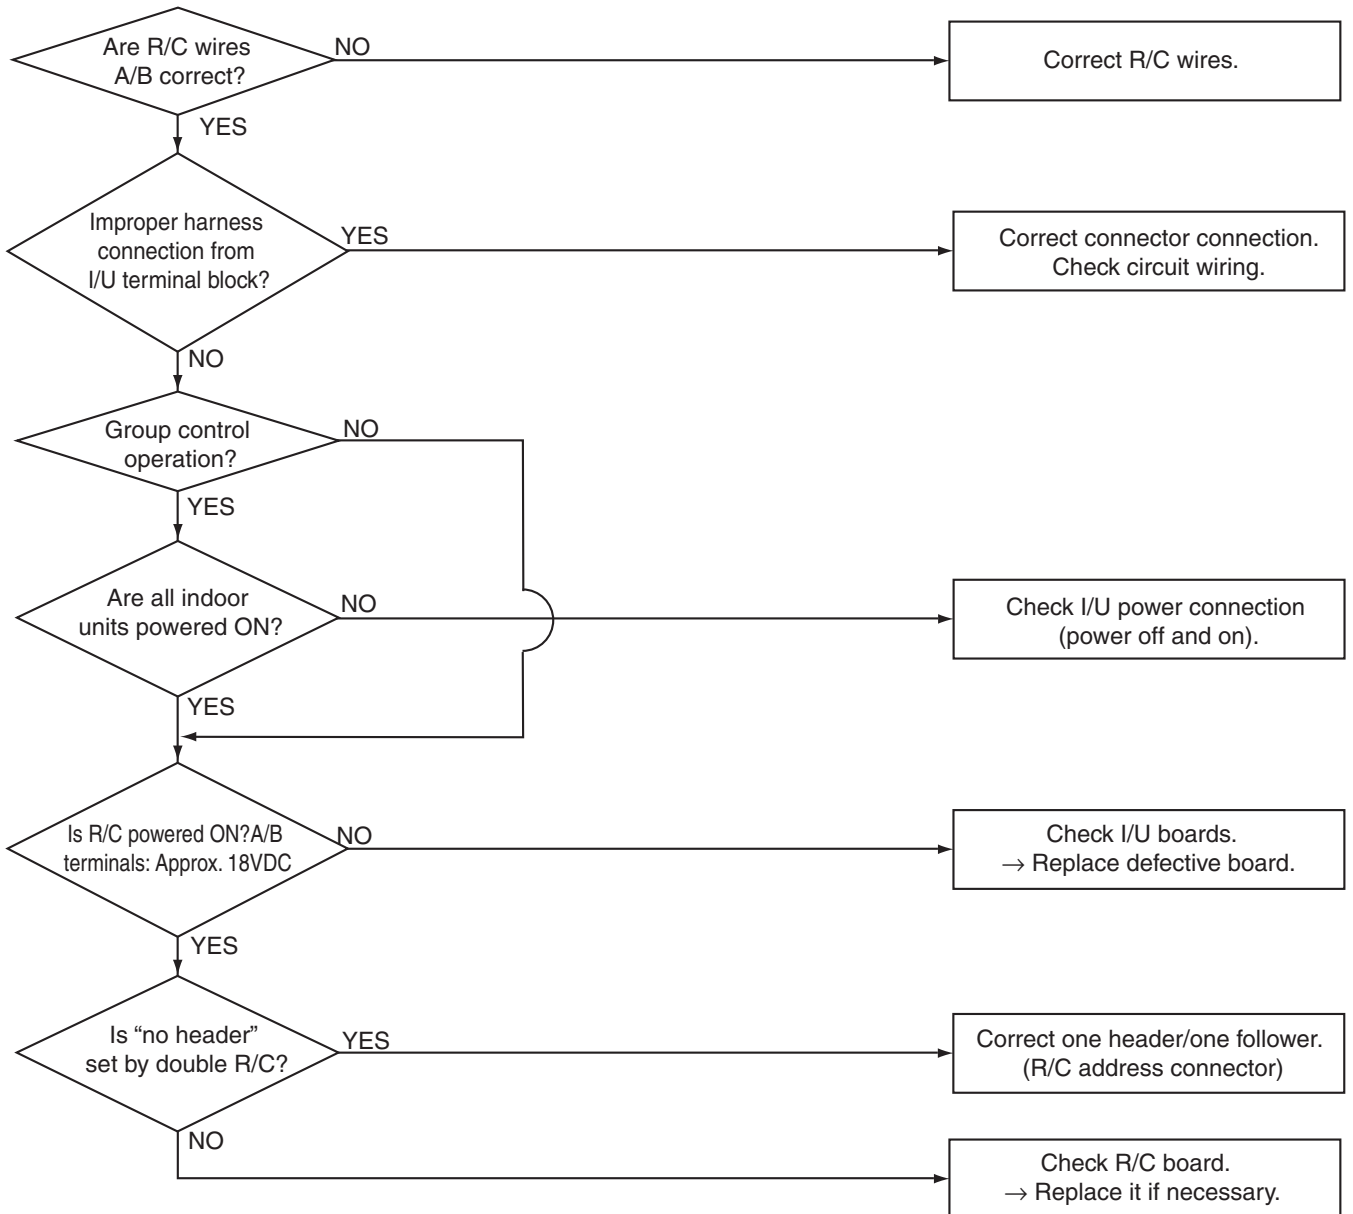 Are R/C wires
A/B correct?
NO
Correct R/C wires.
YES
Improper harness
connection from
I/U terminal block?
YES
Correct connector connection.
Check circuit wiring.
NO
Group control
operation?
NO
YES
Are all indoor
units powered ON?
NO
Check I/U power connection
(power off and on).
YES
Is R/C powered ON?A/B
terminals: Approx. 18VDC
NO
Check I/U boards.
→ Replace defective board.
YES
Is “no header”
set by double R/C?
YES
Correct one header/one follower.
(R/C address connector)
NO
Check R/C board.
→ Replace it if necessary.